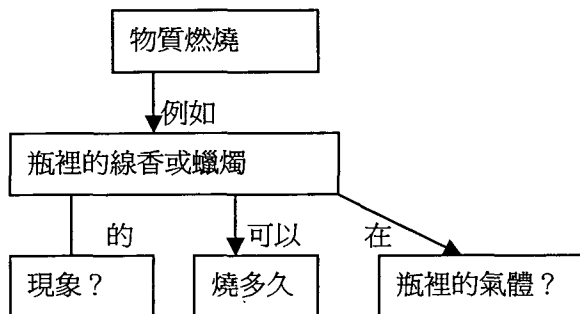 物質燃燒
例如
瓶裡的線香或蠟燭
的 可以 在
現象？ 燒多久 瓶裡的氣體？